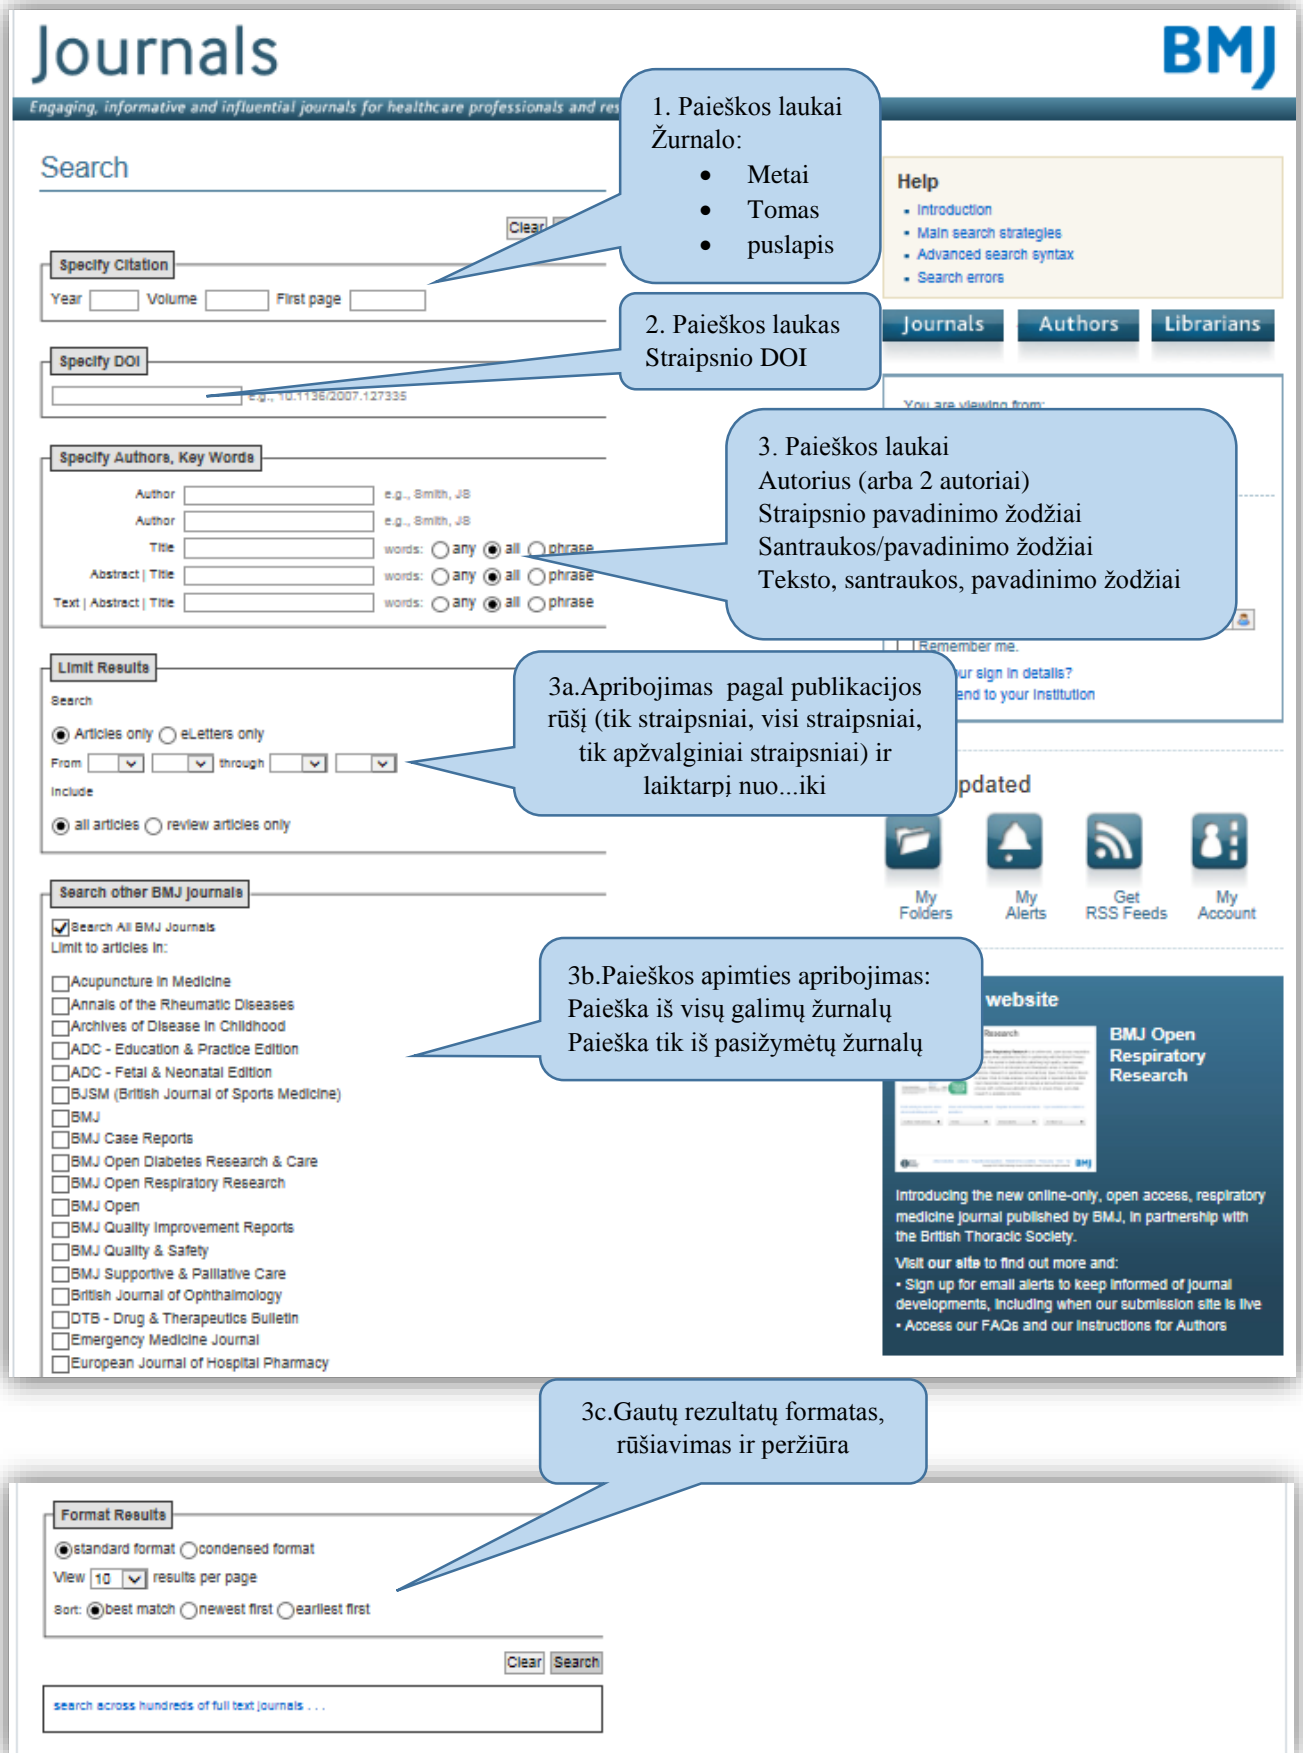 Journals
BMJ
Engaging, informative and influential journals for healthcare professionals and res
1. Paieškos laukai
Žurnalo:
• Metai
• Tomas
• puslapis
Search
Clear
Specify Citation
Year Volume First page
Help
Introduction
Main search strategies
Advanced search syntax
Search errors
2. Paieškos laukas
Straipsnio DOI
Journals Authors Librarians
Specify DOI
e.g., 10.1136/2007.127335
You are viewing from:
3. Paieškos laukai
Autorius (arba 2 autoriai)
Straipsnio pavadinimo žodžiai
Santraukos/pavadinimo žodžiai
Teksto, santraukos, pavadinimo žodžiai
Specify Authors, Key Words
Author e.g., Smith, JS
Author e.g., Smith, JS
Title words: any all phrase
Abstract | Title words: any all phrase
Text | Abstract | Title words: any all phrase
Remember me.
ur sign in details?
end to your institution
Limit Results
Search
Articles only eLetters only
From through
Include
all articles review articles only
3a.Apribojimas pagal publikacijos
rūšį (tik straipsniai, visi straipsniai,
tik apžvalginiai straipsniai) ir
laiktarpį nuo...iki
pdated
My Folders
My Alerts
Get RSS Feeds
My Account
Search other BMJ journals
Search All BMJ Journals
Limit to articles in:
Acupuncture in Medicine
Annals of the Rheumatic Diseases
Archives of Disease in Childhood
ADC - Education & Practice Edition
ADC - Fetal & Neonatal Edition
BJSM (British Journal of Sports Medicine)
BMJ
BMJ Case Reports
BMJ Open Diabetes Research & Care
BMJ Open Respiratory Research
BMJ Open
BMJ Quality Improvement Reports
BMJ Quality & Safety
BMJ Supportive & Palliative Care
British Journal of Ophthalmology
DTB - Drug & Therapeutics Bulletin
Emergency Medicine Journal
European Journal of Hospital Pharmacy
3b.Paieškos apimties apribojimas:
Paieška iš visų galimų žurnalų
Paieška tik iš pasižymėtų žurnalų
website
Research
BMJ Open
Respiratory
Research
BMJ
Introducing the new online-only, open access, respiratory
medicine journal published by BMJ, in partnership with
the British Thoracic Society.
Visit our site to find out more and:
• Sign up for email alerts to keep informed of journal
developments, including when our submission site is live
• Access our FAQs and our Instructions for Authors
3c.Gautų rezultatų formatas,
rūšiavimas ir peržiūra
Format Results
standard format condensed format
View 10 results per page
Sort: best match newest first earliest first
Clear Search
search across hundreds of full text journals . . .